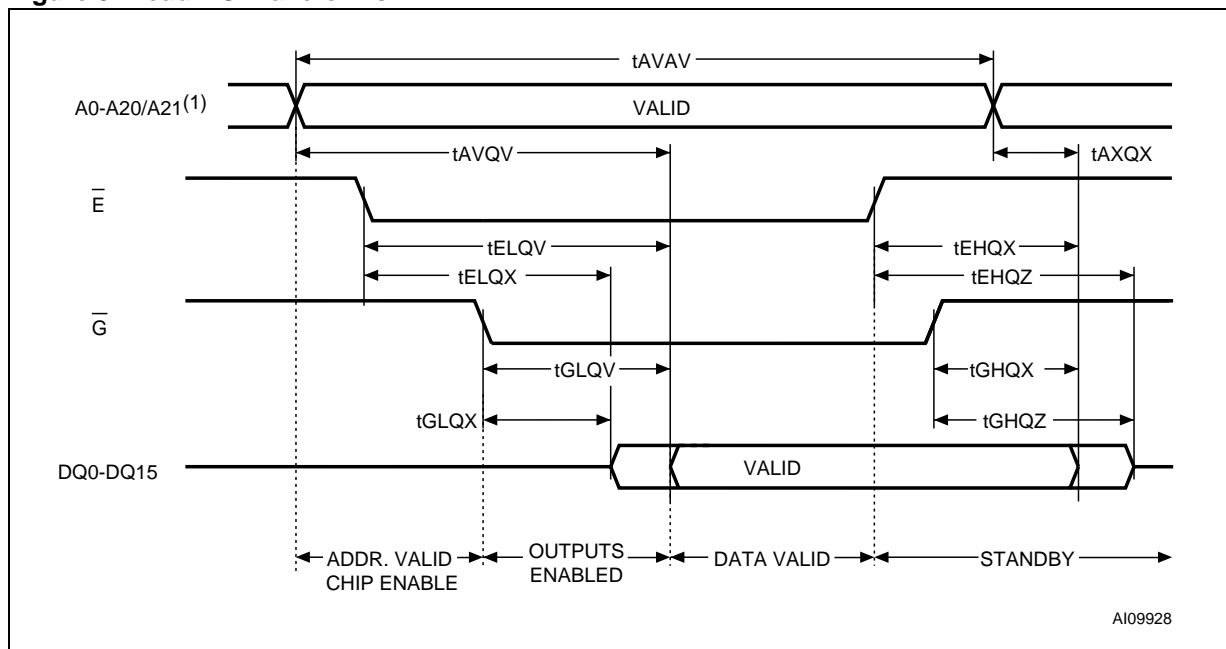 tAVAV
A0-A20/A21(1)
VALID
tAVQV
tAXQX
E
tELQV
tEHQX
tELQX
tEHQZ
G
tGLQV
tGHQX
tGLQX
tGHQZ
DQ0-DQ15
VALID
ADDR. VALID
CHIP ENABLE
OUTPUTS
ENABLED
DATA VALID
STANDBY
AI09928